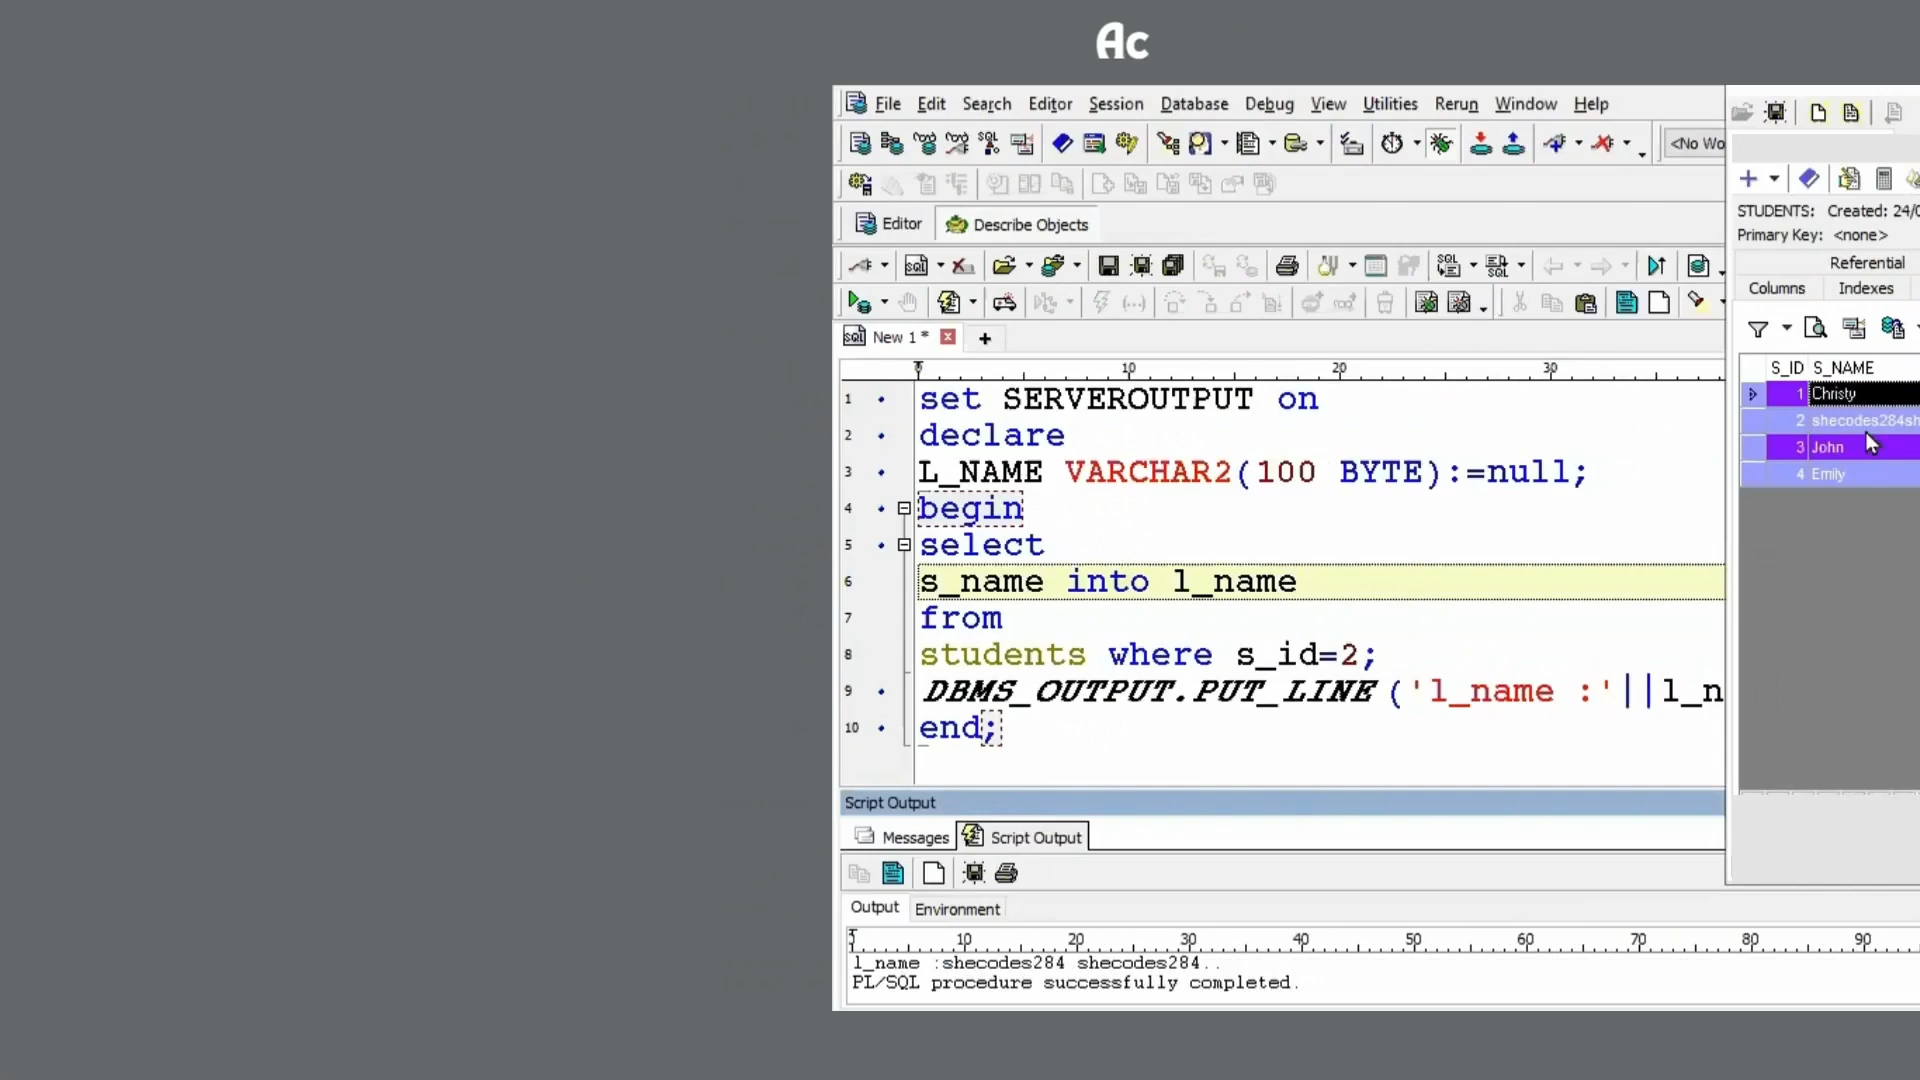 Ac
File Edit Search Editor Session Database Debug View Utilities Rerun Window Help
<No Wo
Editor Describe Objects
New 1 *
10 20 30
1 set SERVEROUTPUT on
2 declare
3 L_NAME VARCHAR2(100 BYTE):=null;
4 begin
5 select
6 s_name into l_name
7 from
8 students where s_id=2;
9 DBMS_OUTPUT.PUT_LINE('l_name :'||l_n
10 end;
Script Output
Messages Script Output
Output Environment
10 20 30 40 50 60 70 80 90
l_name :shecodes284 shecodes284..
PL/SQL procedure successfully completed.
STUDENTS: Created: 24/0
Primary Key: <none>
Referential
Columns Indexes
S_ID S_NAME
1 Christy
2 shecodes284sh
3 John
4 Emily